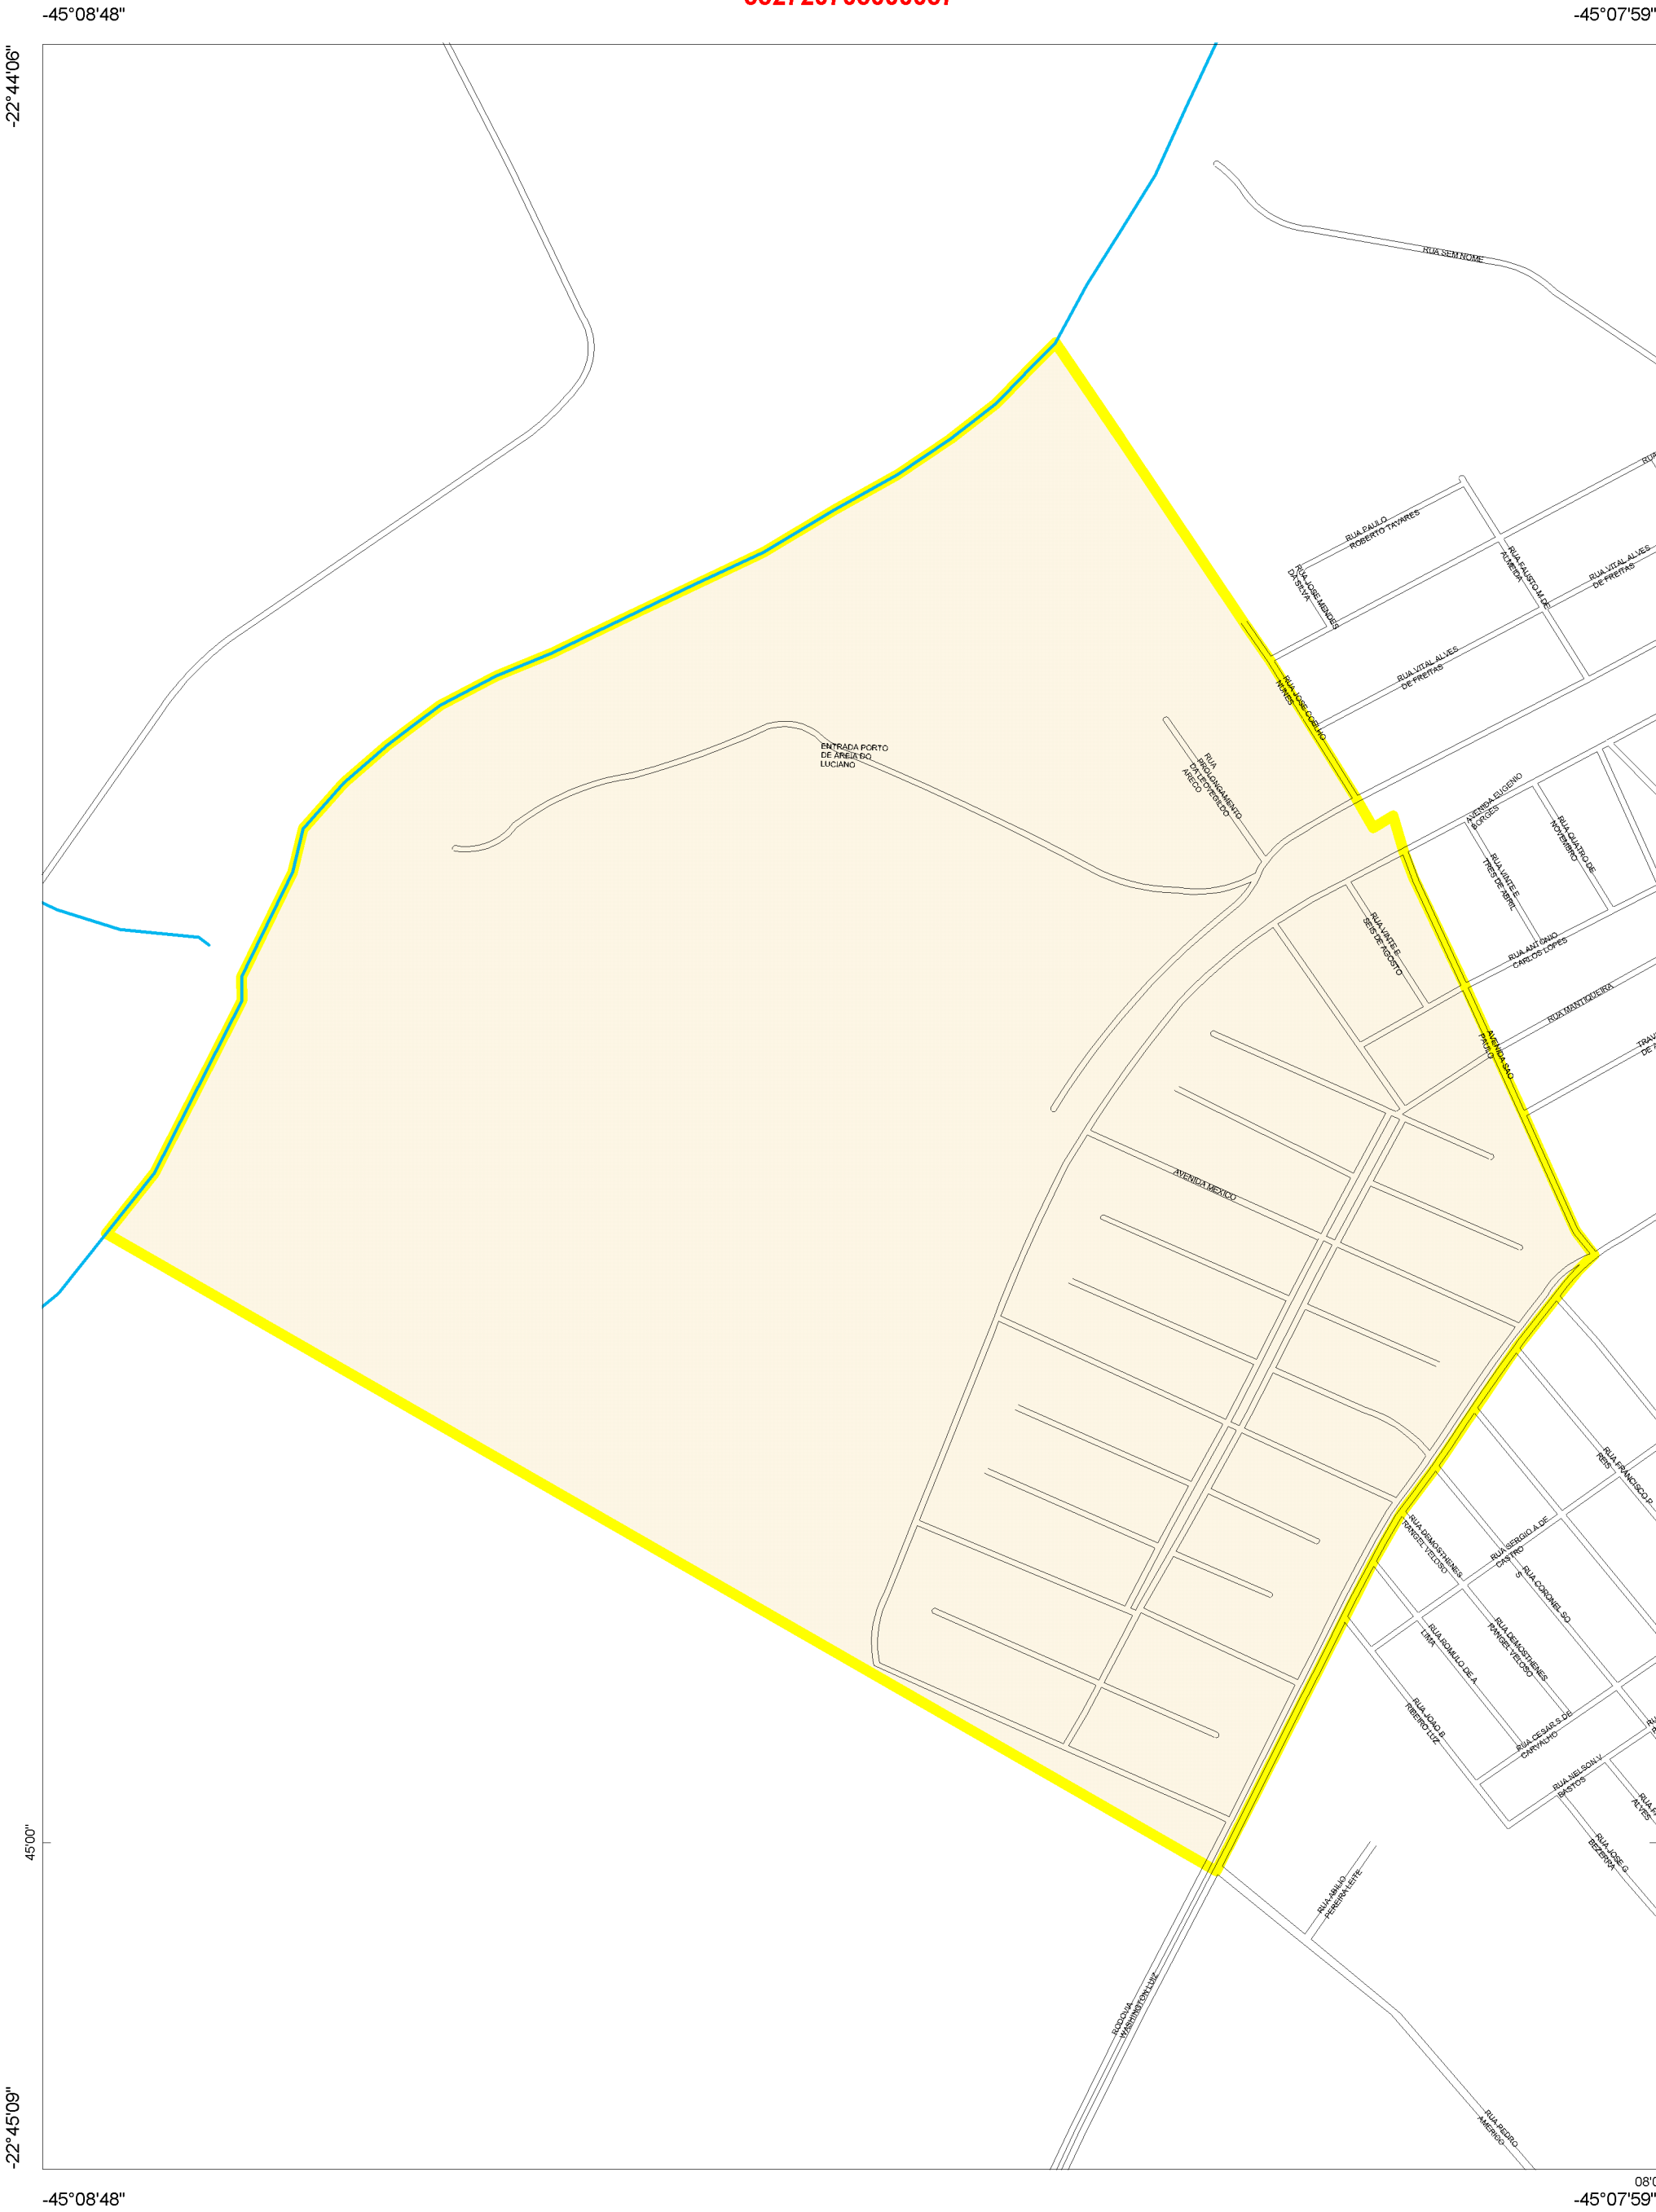 -45°08'48"
-45°07'59"
-22°44'06"
RUA SEM NOME
RUA PAULO
ROBERTO TAVARES
RUA JOSE MENDES
DA SILVA
RUA FAUSTO M DE
ALMEIDA
RUA VITAL ALVES
DE FREITAS
RUA VITAL ALVES
DE FREITAS
RUA JOSE COELHO
NUNES
ENTRADA PORTO
DE AREIA DO
LUCIANO
RUA
PROLONGAMENTO
DA LEOVEGILDO
ARECO
AVENIDA EUGENIO
BORGES
RUA QUATRO DE
NOVEMBRO
RUA VINTE E
TRES DE ABRIL
RUA VINTE E
SEIS DE AGOSTO
RUA ANTONIO
CARLOS LOPES
RUA MANTIQUEIRA
AVENIDA SAO
PAULO
AVENIDA MEXICO
RUA FRANCISCO P
REIS
RUA DEMOSTHENES
RANGEL VELOSO
RUA SERGIO A DE
CASTRO
RUA CORONEL SO
S
RUA DEMOSTHENES
RANGEL VELOSO
RUA ROMULO DE A
LIMA
RUA JOAO B
RIBEIRO LUZ
RUA CESAR S DE
CARVALHO
RUA NELSON V
BASTOS
ALVES
RUA JOSE G
BEZERRA
45'00"
RUA ABILIO
PEREIRA LEITE
RODOVIA
WASHINGTON LUIZ
RUA PEDRO
AMERICO
-22°45'09"
-45°08'48"
-45°07'59"